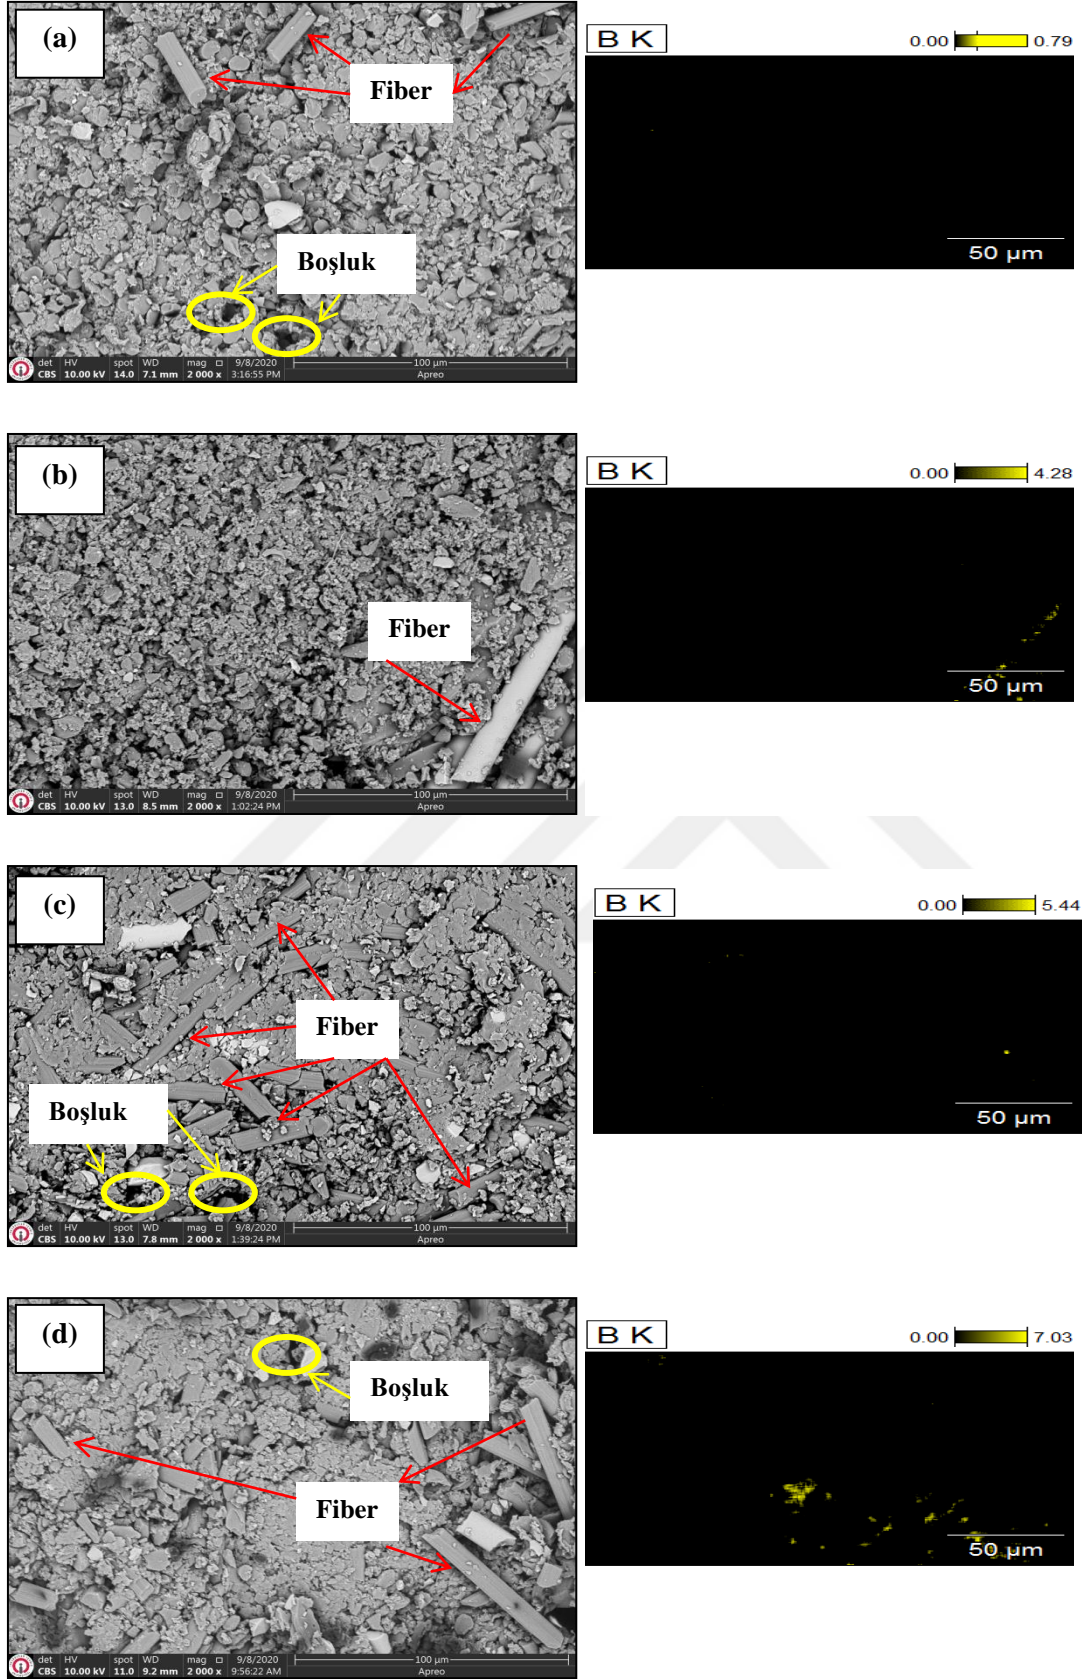 (a)
Fiber
Boşluk
det HV spot WD mag □ 9/8/2020 100 µm
CBS 10.00 kV 14.0 7.1 mm 2 000 x 3:16:55 PM Apreo
B K 0.00 0.79
50 µm
(b)
Fiber
det HV spot WD mag □ 9/8/2020 100 µm
CBS 10.00 kV 13.0 8.5 mm 2 000 x 1:02:24 PM Apreo
B K 0.00 4.28
50 µm
(c)
Fiber
Boşluk
det HV spot WD mag □ 9/8/2020 100 µm
CBS 10.00 kV 13.0 7.8 mm 2 000 x 1:39:24 PM Apreo
B K 0.00 5.44
50 µm
(d)
Boşluk
Fiber
det HV spot WD mag □ 9/8/2020 100 µm
CBS 10.00 kV 11.0 9.2 mm 2 000 x 9:56:22 AM Apreo
B K 0.00 7.03
50 µm